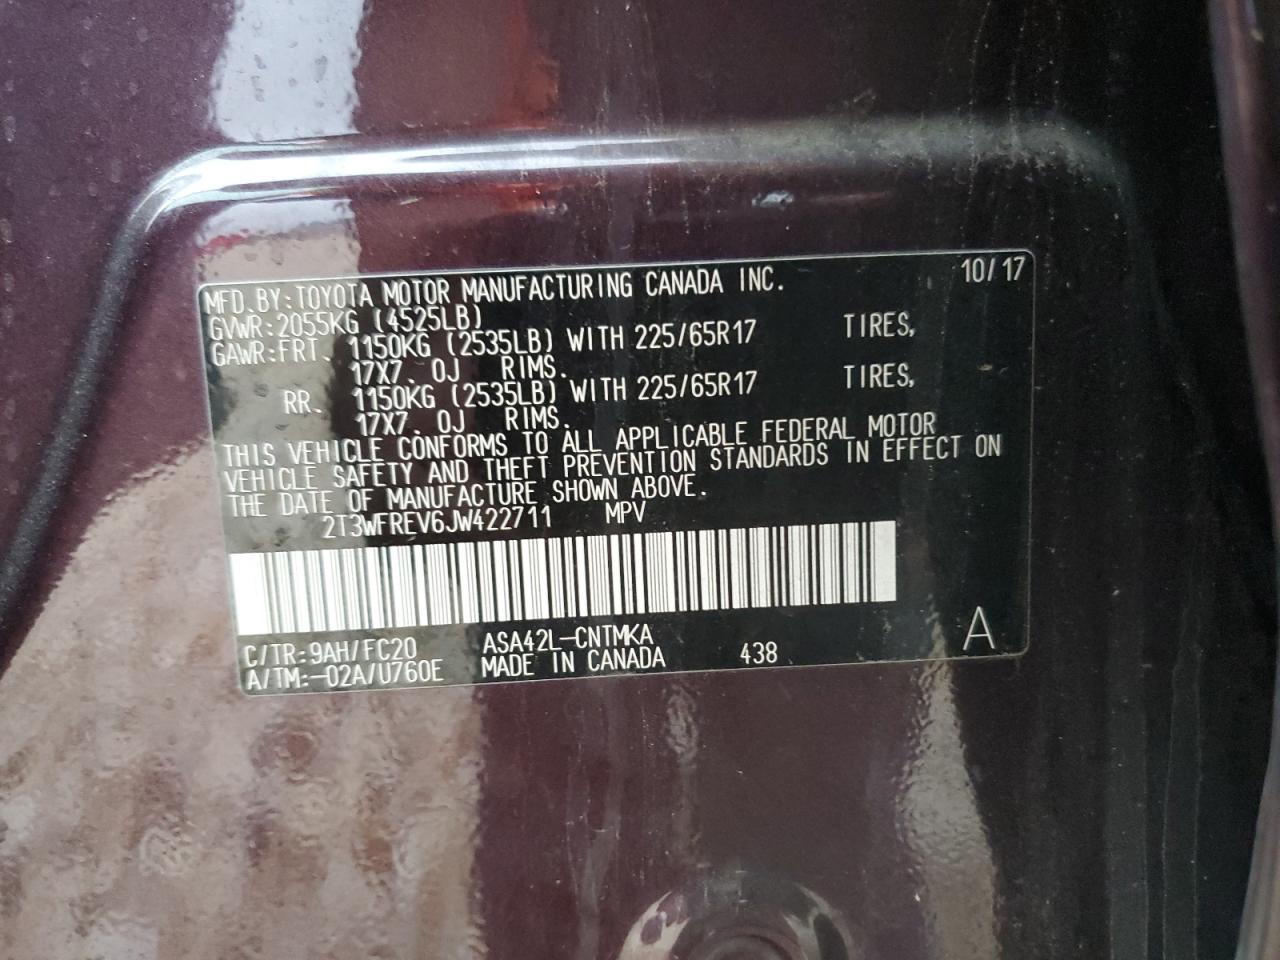 MFD.BY:TOYOTA MOTOR MANUFACTURING CANADA INC. 10/17
GVWR:2055KG (4525LB)
GAWR:FRT. 1150KG (2535LB) WITH 225/65R17 TIRES,
17X7.0J RIMS.
RR. 1150KG (2535LB) WITH 225/65R17 TIRES,
17X7.0J RIMS.
THIS VEHICLE CONFORMS TO ALL APPLICABLE FEDERAL MOTOR
VEHICLE SAFETY AND THEFT PREVENTION STANDARDS IN EFFECT ON
THE DATE OF MANUFACTURE SHOWN ABOVE.
2T3WFREV6JW422711 MPV
C/TR:9AH/FC20 ASA42L-CNTMKA A
A/TM:-02A/U760E MADE IN CANADA 438